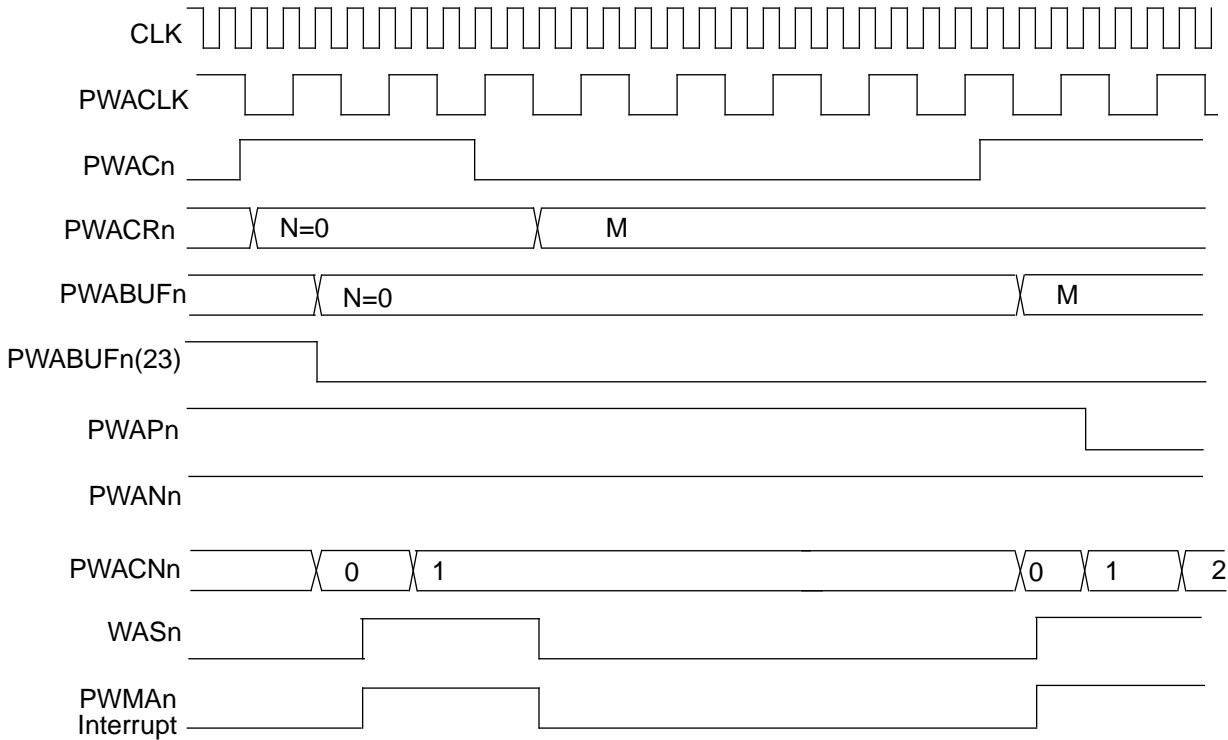 CLK
PWACLK
PWACn
PWACRn N=0 M
PWABUFn N=0 M
PWABUFn(23)
PWAPn
PWANn
PWACNn 0 1 0 1 2
WASn
PWMAn
Interrupt